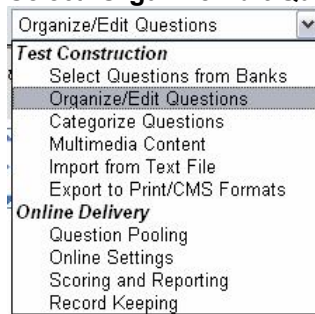 Organize/Edit Questions
Test Construction
Select Questions from Banks
Organize/Edit Questions
Categorize Questions
Multimedia Content
Import from Text File
Export to Print/CMS Formats
Online Delivery
Question Pooling
Online Settings
Scoring and Reporting
Record Keeping